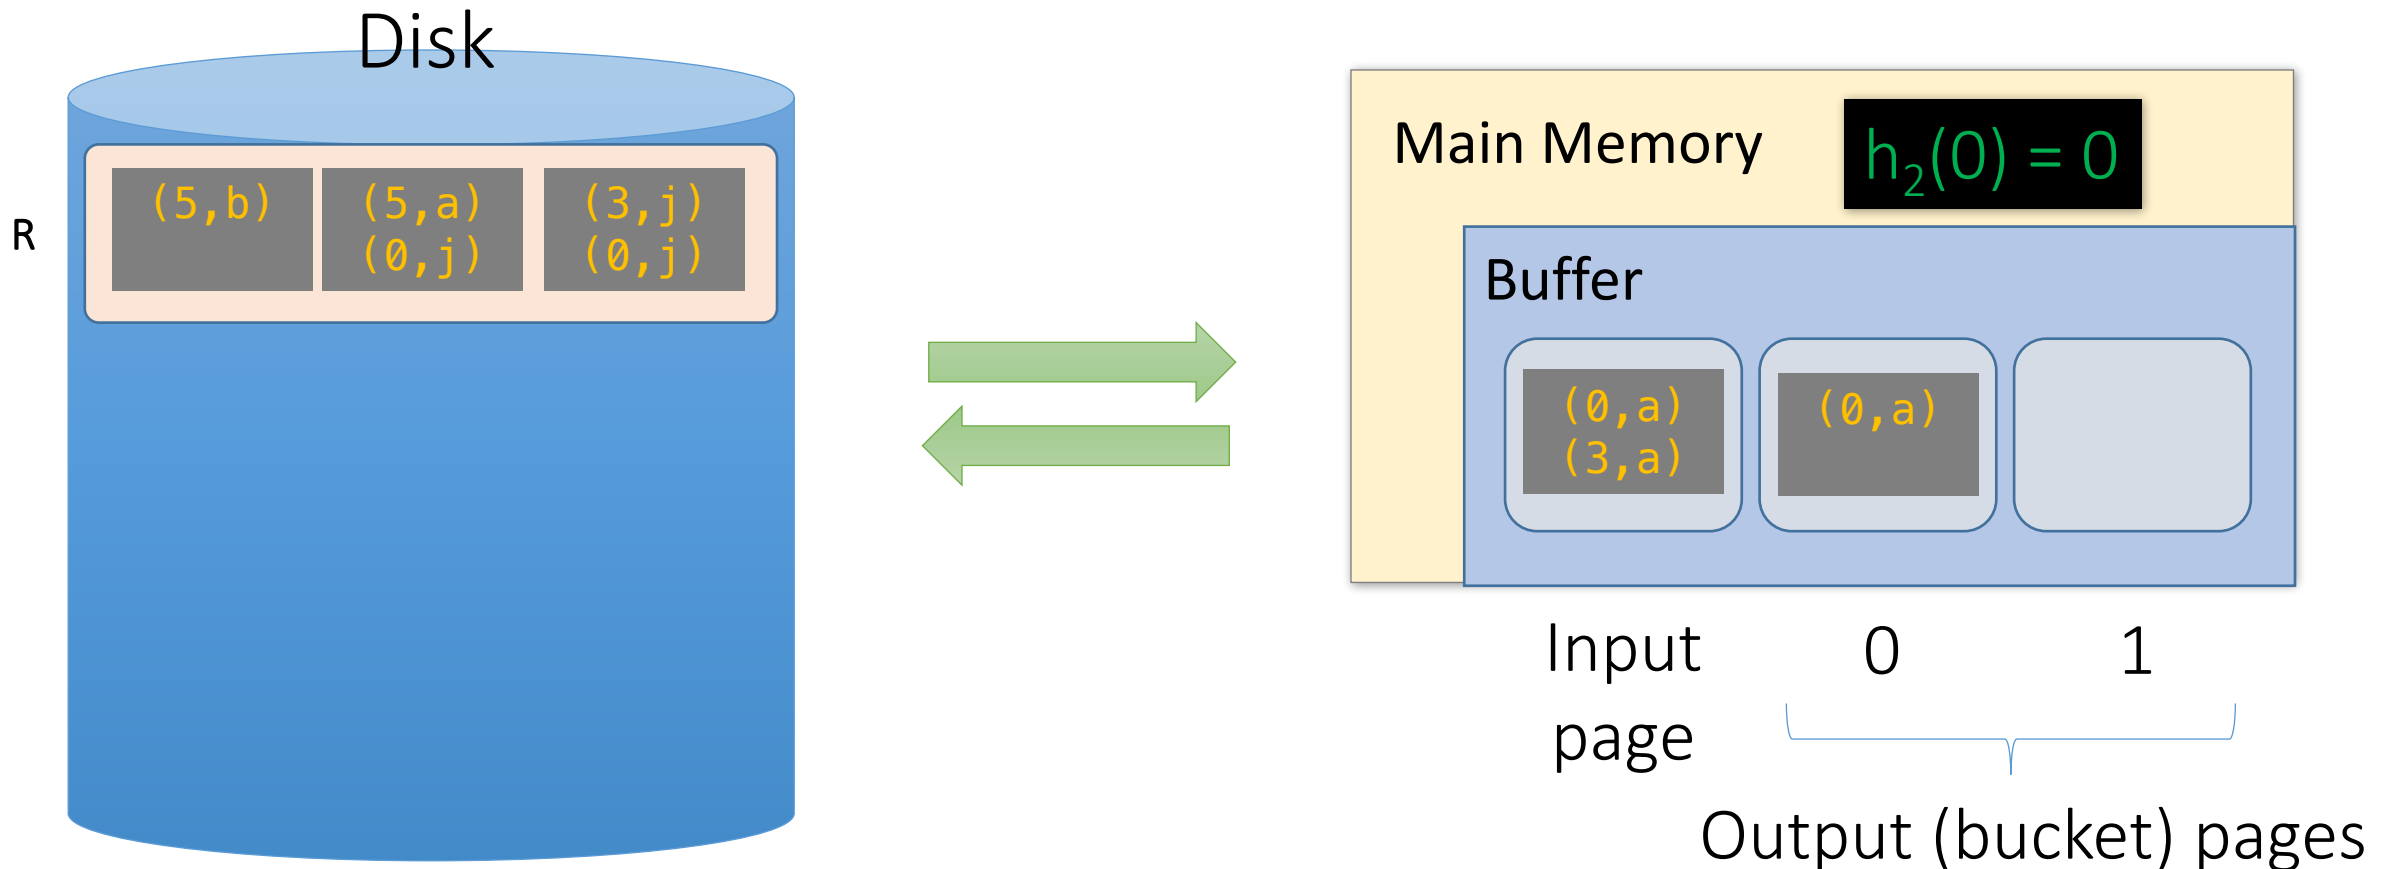 Disk
R
(5,b)
(5,a)
(0,j)
(3,j)
(0,j)
Main Memory
h₂(0) = 0
Buffer
(0,a)
(3,a)
(0,a)
Input
page
0
1
Output (bucket) pages